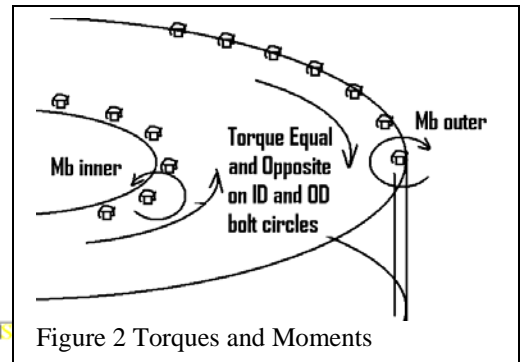 Mb outer
Torque Equal
and Opposite
on ID and OD
bolt circles
Mb inner
S
Figure 2 Torques and Moments